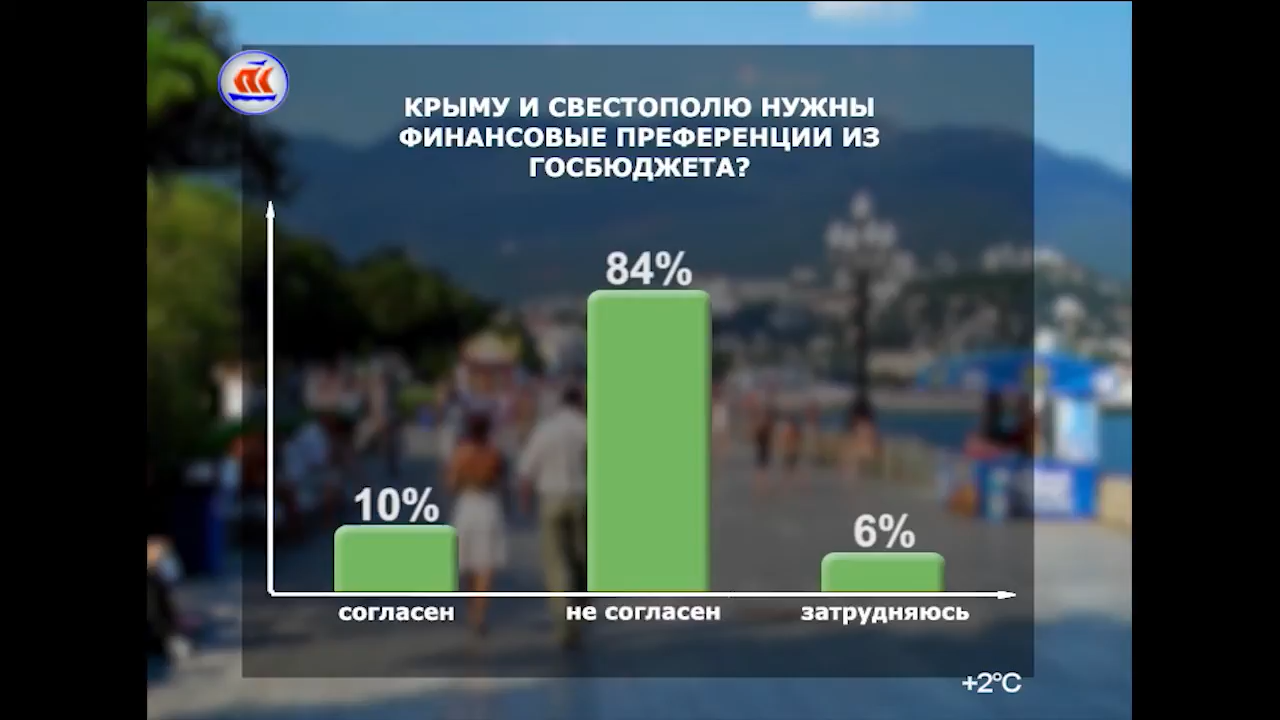 КРЫМУ И СВЕСТОПОЛЮ НУЖНЫ
ФИНАНСОВЫЕ ПРЕФЕРЕНЦИИ ИЗ
ГОСБЮДЖЕТА?
84%
10%
6%
согласен
не согласен
затрудняюсь
+2°C